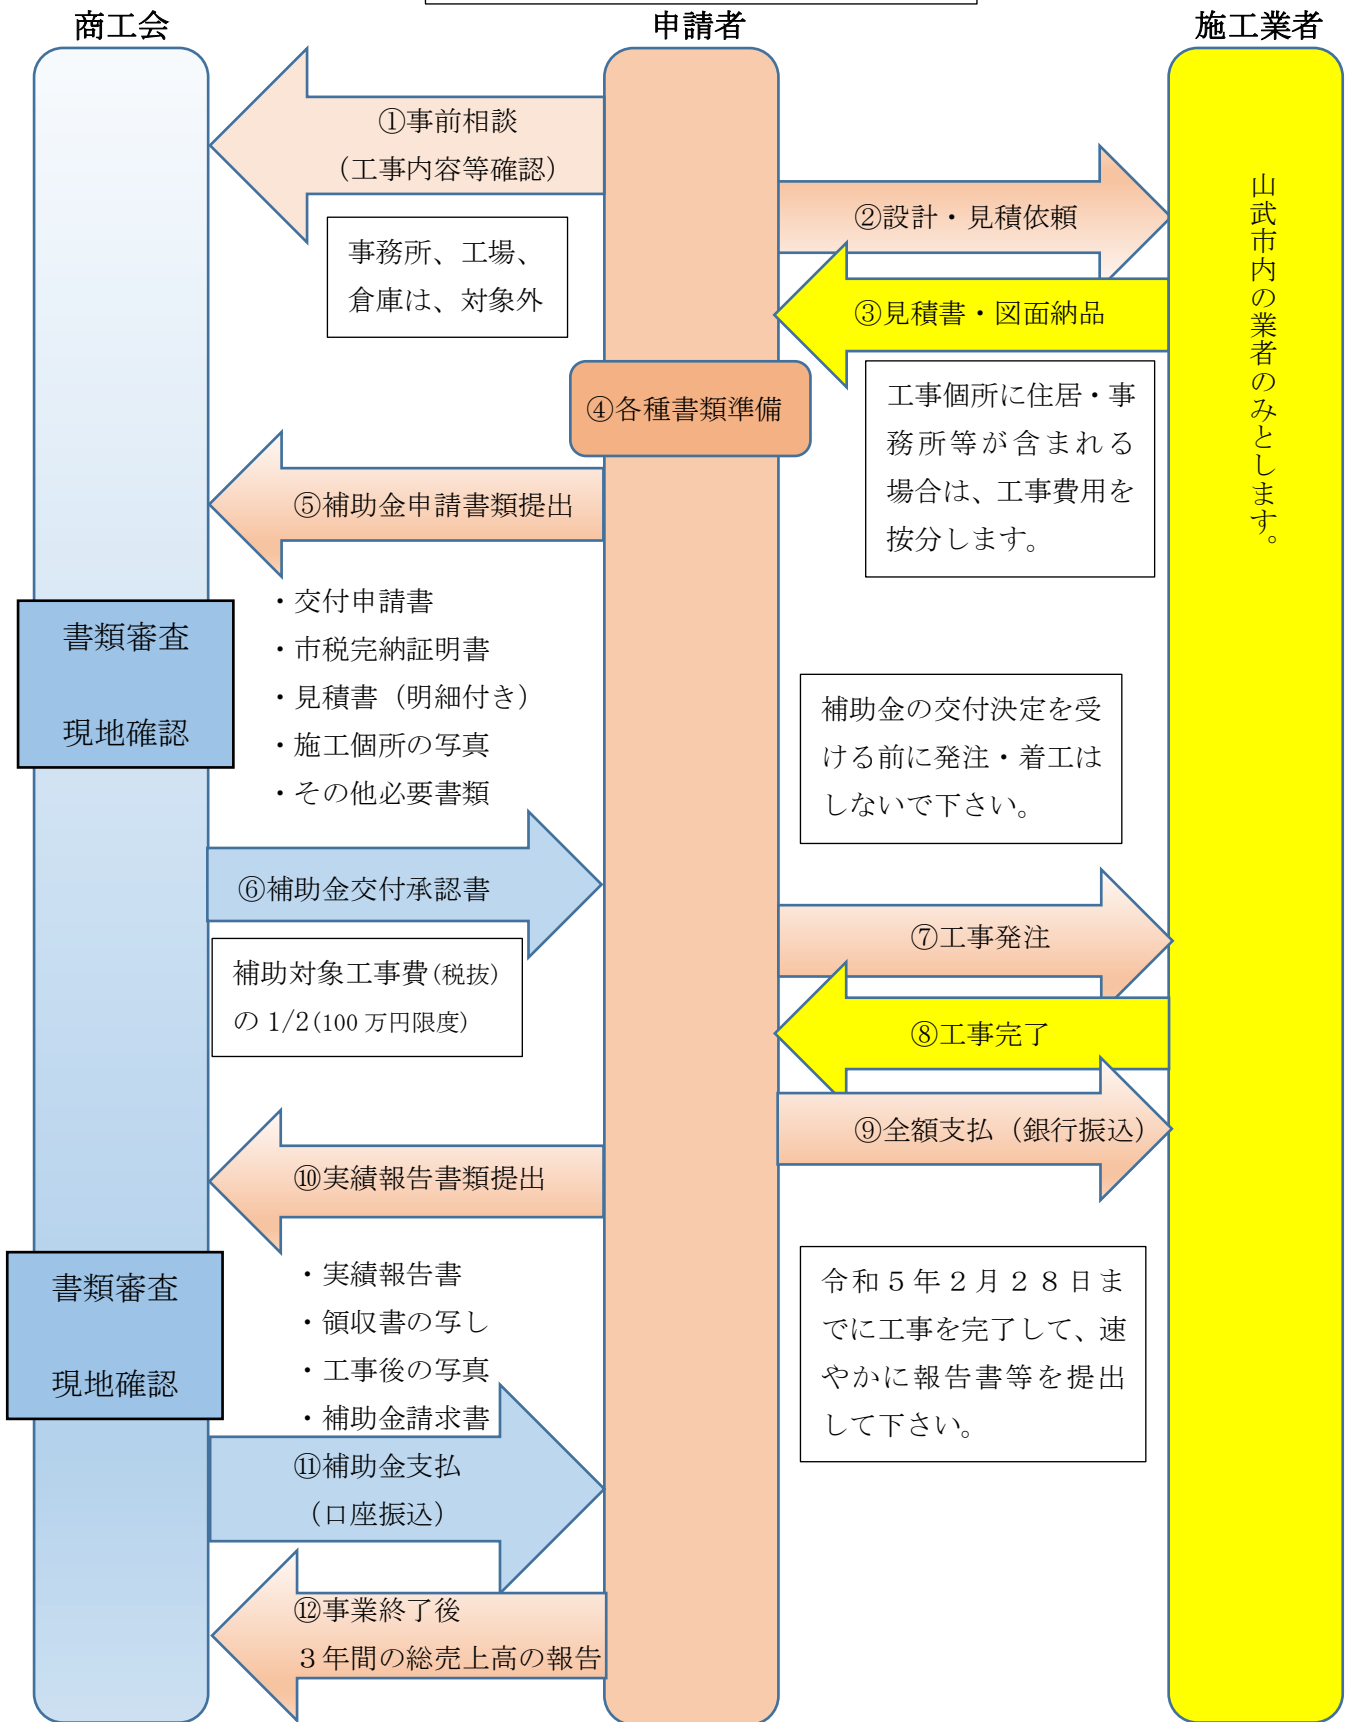 商工会
申請者
施工業者
①事前相談
(工事内容等確認)
事務所、工場、
倉庫は、対象外
②設計・見積依頼
③見積書・図面納品
山武市内の業者のみとします。
工事個所に住居・事
務所等が含まれる
場合は、工事費用を
按分します。
④各種書類準備
⑤補助金申請書類提出
・交付申請書
・市税完納証明書
・見積書（明細付き）
・施工個所の写真
・その他必要書類
書類審査
現地確認
補助金の交付決定を受
ける前に発注・着工は
しないで下さい。
⑥補助金交付承認書
補助対象工事費(税抜)
の 1/2(100 万円限度)
⑦工事発注
⑧工事完了
⑨全額支払（銀行振込）
⑩実績報告書類提出
・実績報告書
・領収書の写し
・工事後の写真
・補助金請求書
書類審査
現地確認
令和５年２月２８日ま
でに工事を完了して、速
やかに報告書等を提出
して下さい。
⑪補助金支払
（口座振込）
⑫事業終了後
３年間の総売上高の報告